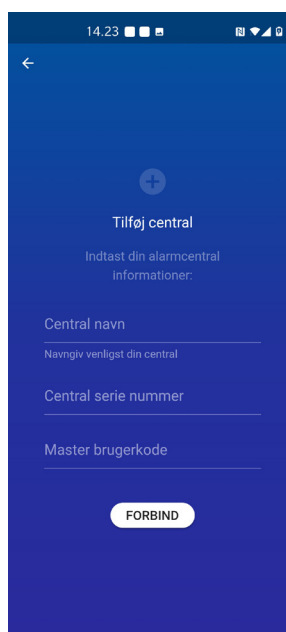 14.23
Tilføj central
Indtast din alarmcentral
informationer:
Central navn
Navngiv venligst din central
Central serie nummer
Master brugerkode
FORBIND